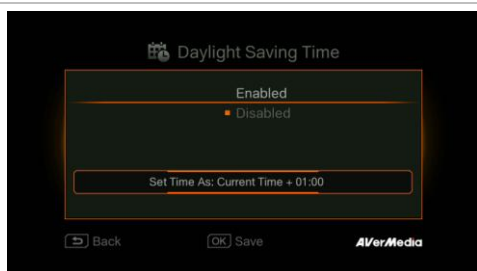 Daylight Saving Time
Enabled
Disabled
Set Time As: Current Time + 01:00
Back OK Save AVerMedia